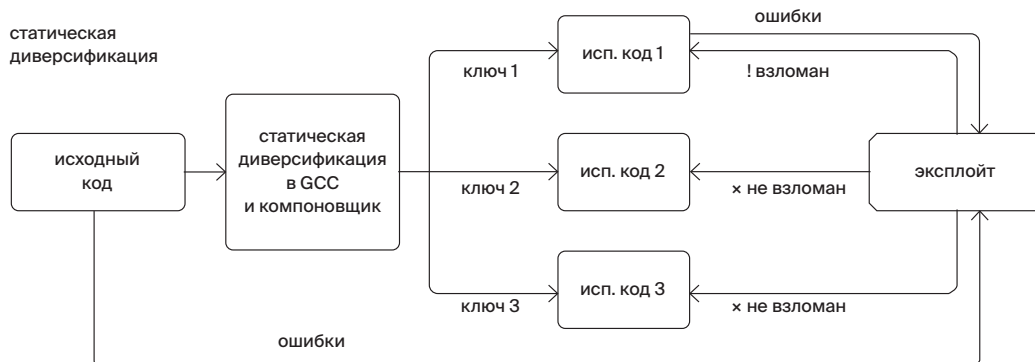 статическая
диверсификация
ошибки
исп. код 1
ключ 1
! взломан
исходный
код
статическая
диверсификация
в GCC
и компоновщик
ключ 2
исп. код 2
× не взломан
эксплойт
исп. код 3
ключ 3
× не взломан
ошибки